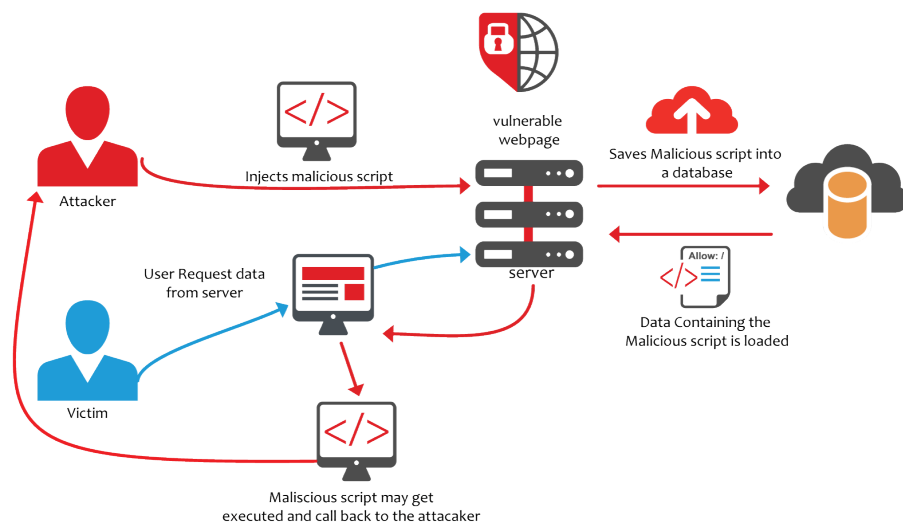 vulnerable
webpage
</>
Injects malicious script
Attacker
Saves Malicious script into
a database
server
User Request data
from server
Allow: /
</>
Data Containing the
Malicious script is loaded
Victim
</>
Maliscious script may get
executed and call back to the attacaker